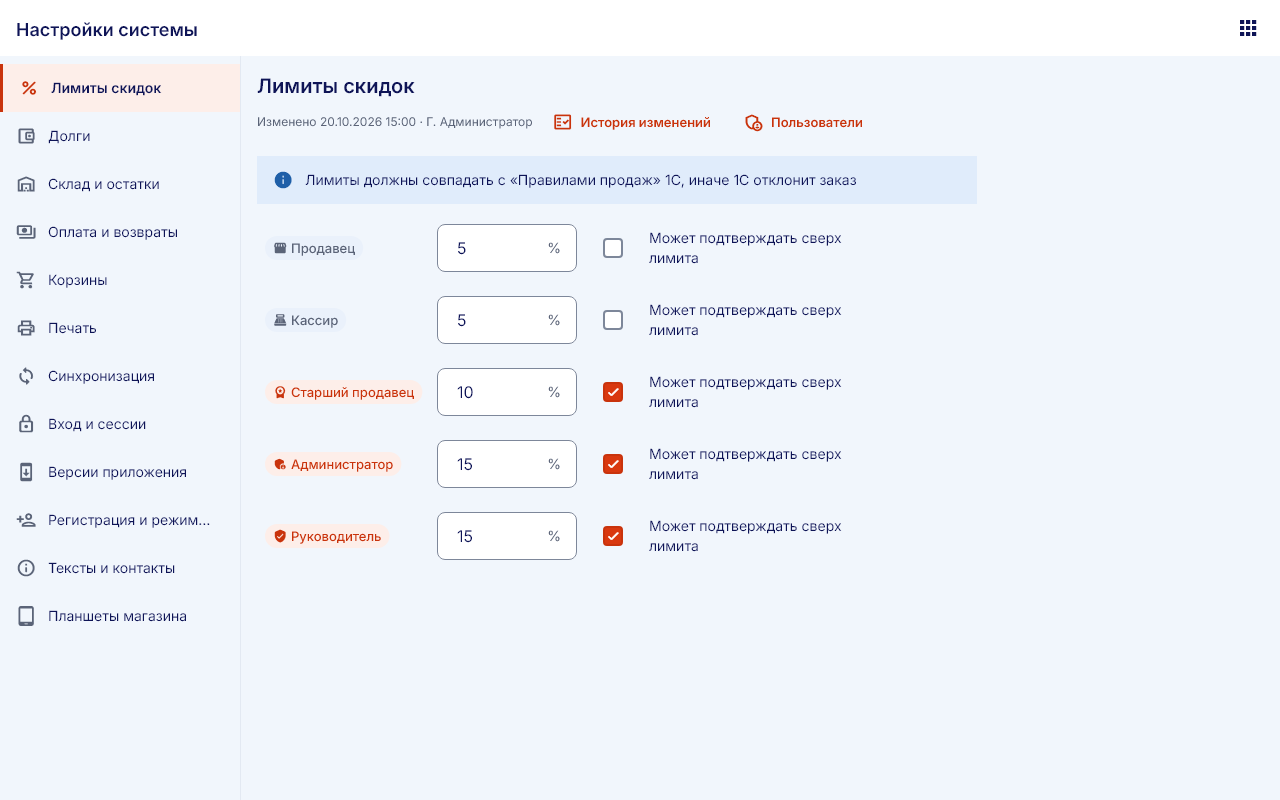 Настройки системы
Лимиты скидок
Долги
Склад и остатки
Оплата и возвраты
Корзины
Печать
Синхронизация
Вход и сессии
Версии приложения
Регистрация и режим...
Тексты и контакты
Планшеты магазина
Лимиты скидок
Изменено 20.10.2026 15:00 · Г. Администратор История изменений Пользователи
Лимиты должны совпадать с «Правилами продаж» 1С, иначе 1С отклонит заказ
Продавец 5 % Может подтверждать сверх
лимита
Кассир 5 % Может подтверждать сверх
лимита
Старший продавец 10 % Может подтверждать сверх
лимита
Администратор 15 % Может подтверждать сверх
лимита
Руководитель 15 % Может подтверждать сверх
лимита